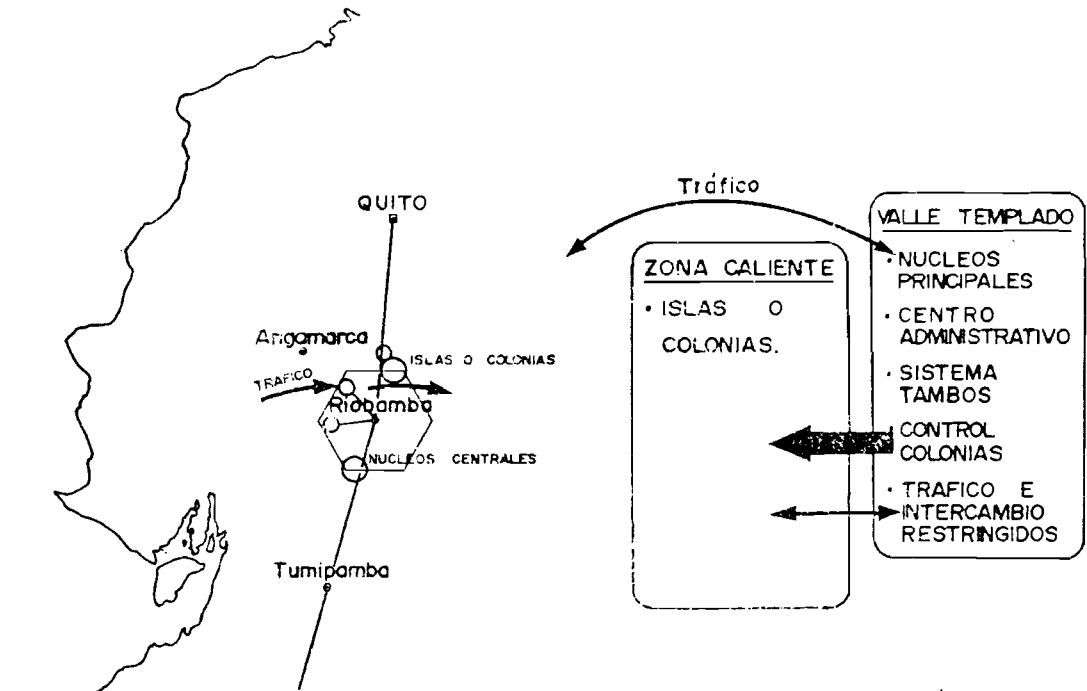 QUITO
Angamarca
ISLAS O COLONIAS
TRAFICO
Riobamba
NUCLEOS CENTRALES
Tumipamba
Tráfico
ZONA CALIENTE
· ISLAS O
COLONIAS.
VALLE TEMPLADO
· NUCLEOS
PRINCIPALES
· CENTRO
ADMINISTRATIVO
· SISTEMA
TAMBOS
CONTROL
COLONIAS
· TRAFICO E
INTERCAMBIO
RESTRINGIDOS